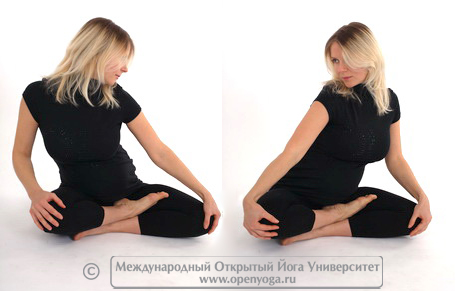 © Международный Открытый Йога Университет
www.openyoga.ru